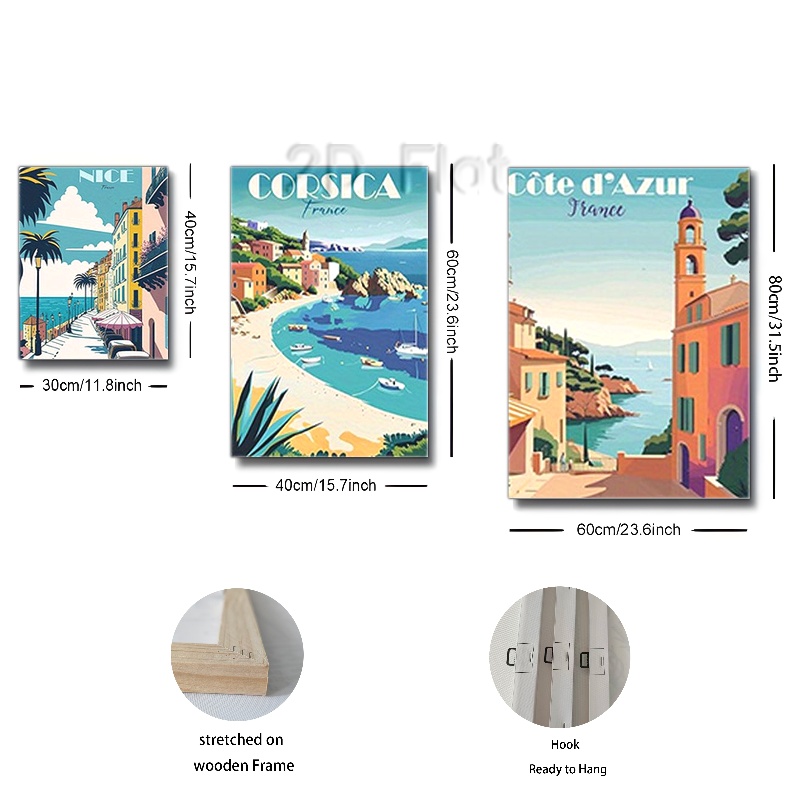 2D Flat
NICE
France
40cm/15.7inch
30cm/11.8inch
CORSICA
France
60cm/23.6inch
40cm/15.7inch
Côte d'Azur
France
80cm/31.5inch
60cm/23.6inch
stretched on
wooden Frame
Hook
Ready to Hang